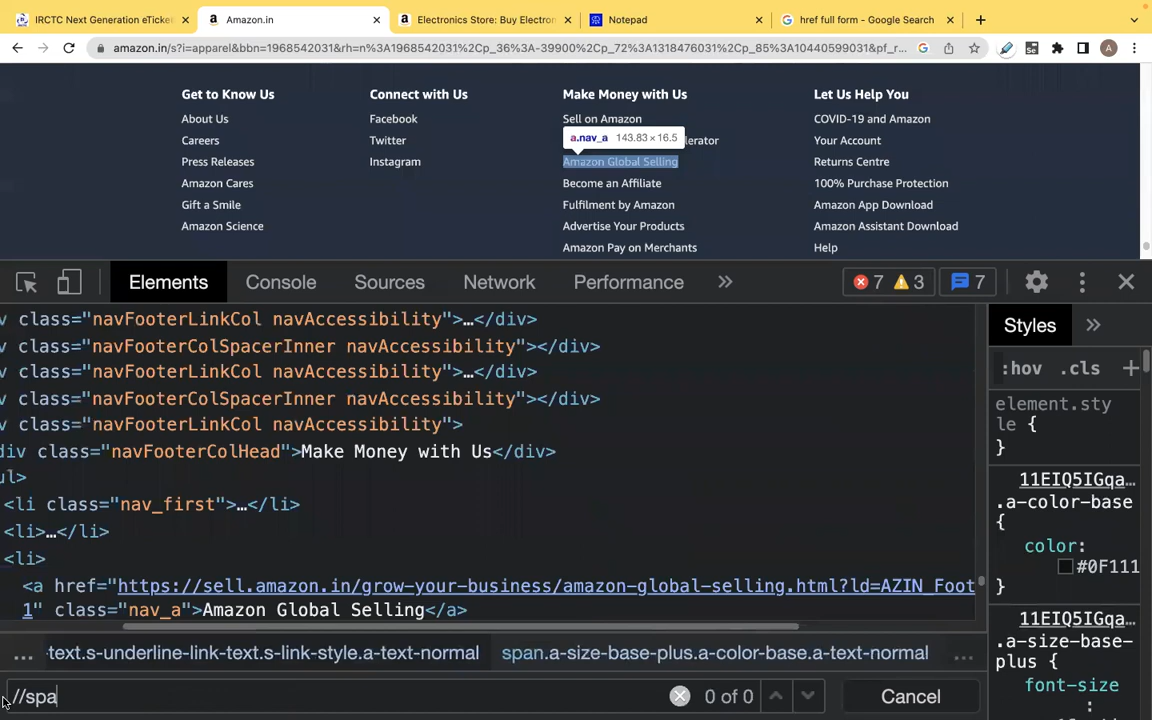 IRCTC Next Generation eTicket
Amazon.in
Electronics Store: Buy Electron
Notepad
href full form - Google Search
amazon.in/s?i=apparel&bbn=1968542031&rh=n%3A1968542031%2Cp_36%3A-39900%2Cp_72%3A1318476031%2Cp_85%3A10440599031&pf_r...
A
Get to Know Us
Connect with Us
Make Money with Us
Let Us Help You
About Us
Facebook
Sell on Amazon
COVID-19 and Amazon
Careers
Twitter
a.nav_a 143.83 × 16.5
lerator
Your Account
Press Releases
Instagram
Amazon Global Selling
Returns Centre
Amazon Cares
Become an Affiliate
100% Purchase Protection
Gift a Smile
Fulfilment by Amazon
Amazon App Download
Amazon Science
Advertise Your Products
Amazon Assistant Download
Amazon Pay on Merchants
Help
Elements
Console
Sources
Network
Performance
»
7
3
7
v class="navFooterLinkCol navAccessibility">…</div>
v class="navFooterColSpacerInner navAccessibility"></div>
v class="navFooterLinkCol navAccessibility">…</div>
v class="navFooterColSpacerInner navAccessibility"></div>
v class="navFooterLinkCol navAccessibility">
div class="navFooterColHead">Make Money with Us</div>
ul>
<li class="nav_first">…</li>
<li>…</li>
<li>
<a href="https://sell.amazon.in/grow-your-business/amazon-global-selling.html?ld=AZIN_Foot
1" class="nav_a">Amazon Global Selling</a>
Styles
»
:hov .cls +
element.sty
le {
}
11EIQ5IGqa…
.a-color-base
{
color:
#0F111
}
11EIQ5IGqa…
.a-size-base-
plus {
font-size
:
... -text.s-underline-link-text.s-link-style.a-text-normal
span.a-size-base-plus.a-color-base.a-text-normal
...
//spa
0 of 0
Cancel